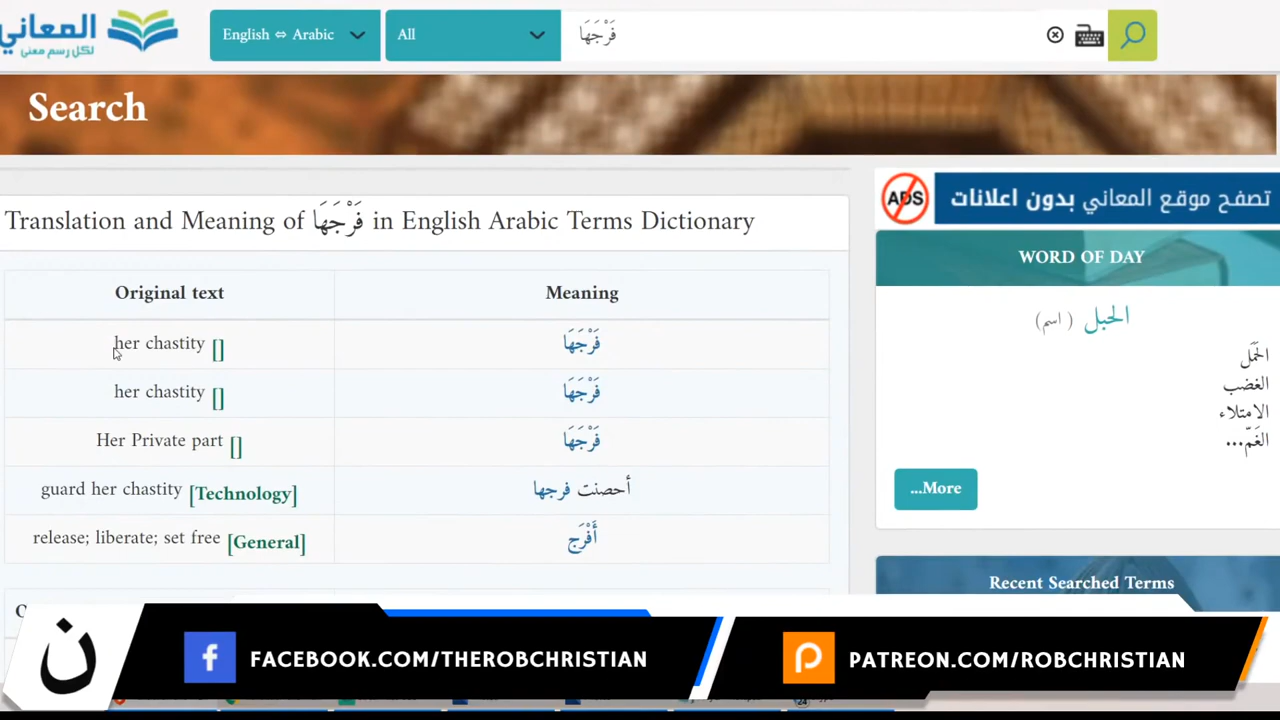 المعاني
لكل رسم معنى
English ⇔ Arabic
All
فَرْجَهَا
Search
Translation and Meaning of فَرْجَهَا in English Arabic Terms Dictionary
Original text Meaning
her chastity [] فَرْجَهَا
her chastity [] فَرْجَهَا
Her Private part [] فَرْجَهَا
guard her chastity [Technology] أحصنت فرجها
release; liberate; set free [General] أَفْرَج
ADS تصفح موقع المعاني بدون اعلانات
WORD OF DAY
الحبل ( اسم)
الحَمَل
الغضب
الامتلاء
الغَمّ...
...More
Recent Searched Terms
ن
FACEBOOK.COM/THEROBCHRISTIAN
PATREON.COM/ROBCHRISTIAN